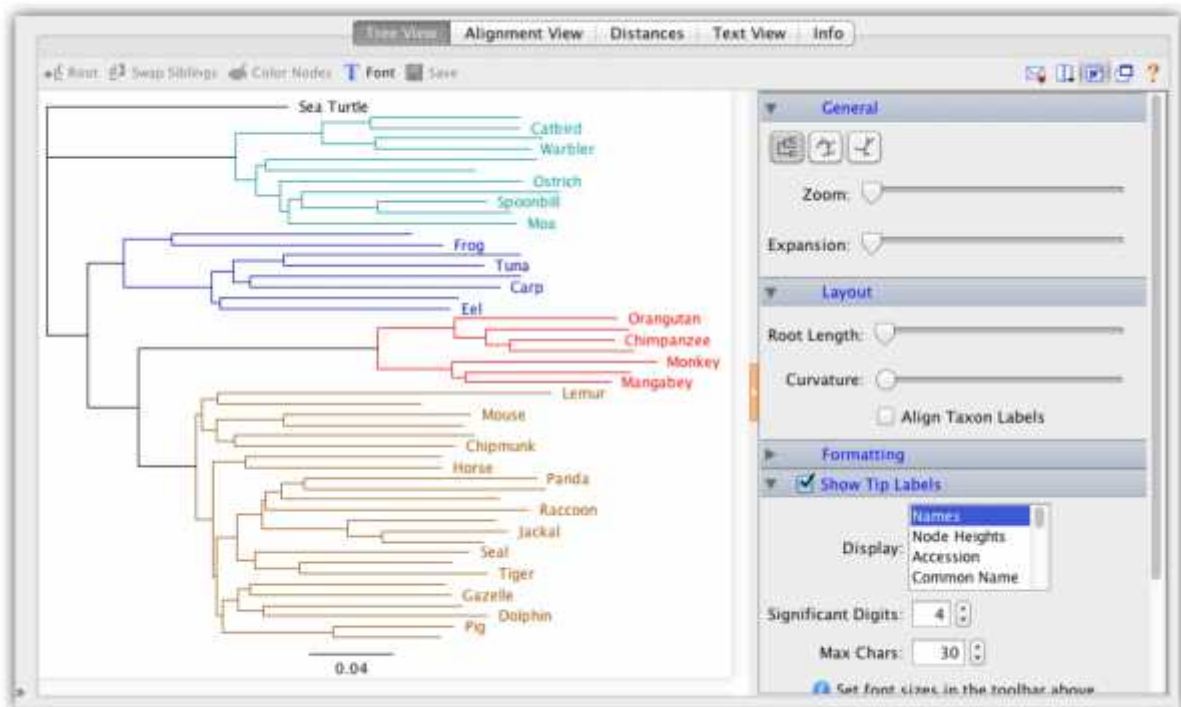 Tree View Alignment View Distances Text View Info
Root Swap Siblings Color Nodes Font Save
General
Zoom:
Expansion:
Layout
Root Length:
Curvature:
Align Taxon Labels
Formatting
Show Tip Labels
Display:
Names
Node Heights
Accession
Common Name
Significant Digits: 4
Max Chars: 30
Set font sizes in the toolbar above
Sea Turtle
Catbird
Warbler
Ostrich
Spoonbill
Moa
Frog
Tuna
Carp
Eel
Orangutan
Chimpanzee
Monkey
Mangabey
Lemur
Mouse
Chipmunk
Horse
Panda
Raccoon
Jackal
Seal
Tiger
Gazelle
Dolphin
Pig
0.04